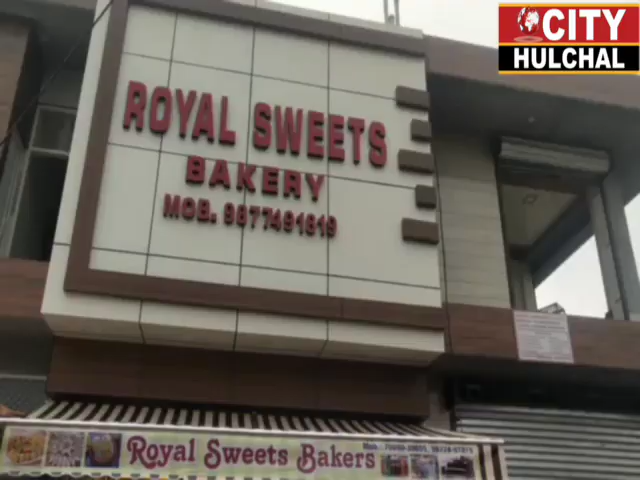 CITY
HULCHAL
ROYAL SWEETS
BAKERY
MOB. 9877491819
Royal Sweets Bakers